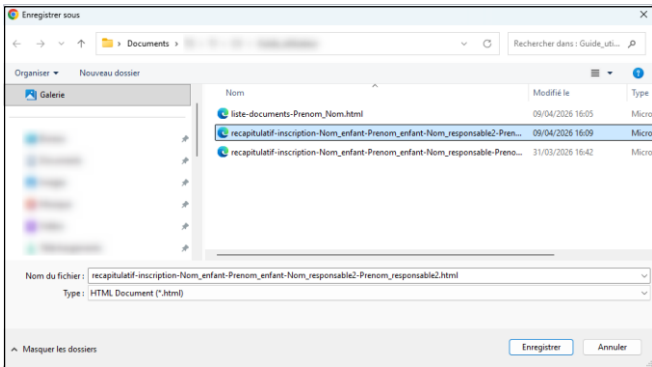 Enregistrer sous
Documents
Rechercher dans : Guide_uti...
Organiser
Nouveau dossier
Galerie
Nom
Modifié le
Type
liste-documents-Prenom_Nom.html
09/04/2026 16:05
Micro
recapitulatif-inscription-Nom_enfant-Prenom_enfant-Nom_responsable2-Pren...
09/04/2026 16:09
Micro
recapitulatif-inscription-Nom_enfant-Prenom_enfant-Nom_responsable-Preno...
31/03/2026 16:42
Micro
Nom du fichier : recapitulatif-inscription-Nom_enfant-Prenom_enfant-Nom_responsable2-Prenom_responsable2.html
Type : HTML Document (*.html)
Masquer les dossiers
Enregistrer
Annuler